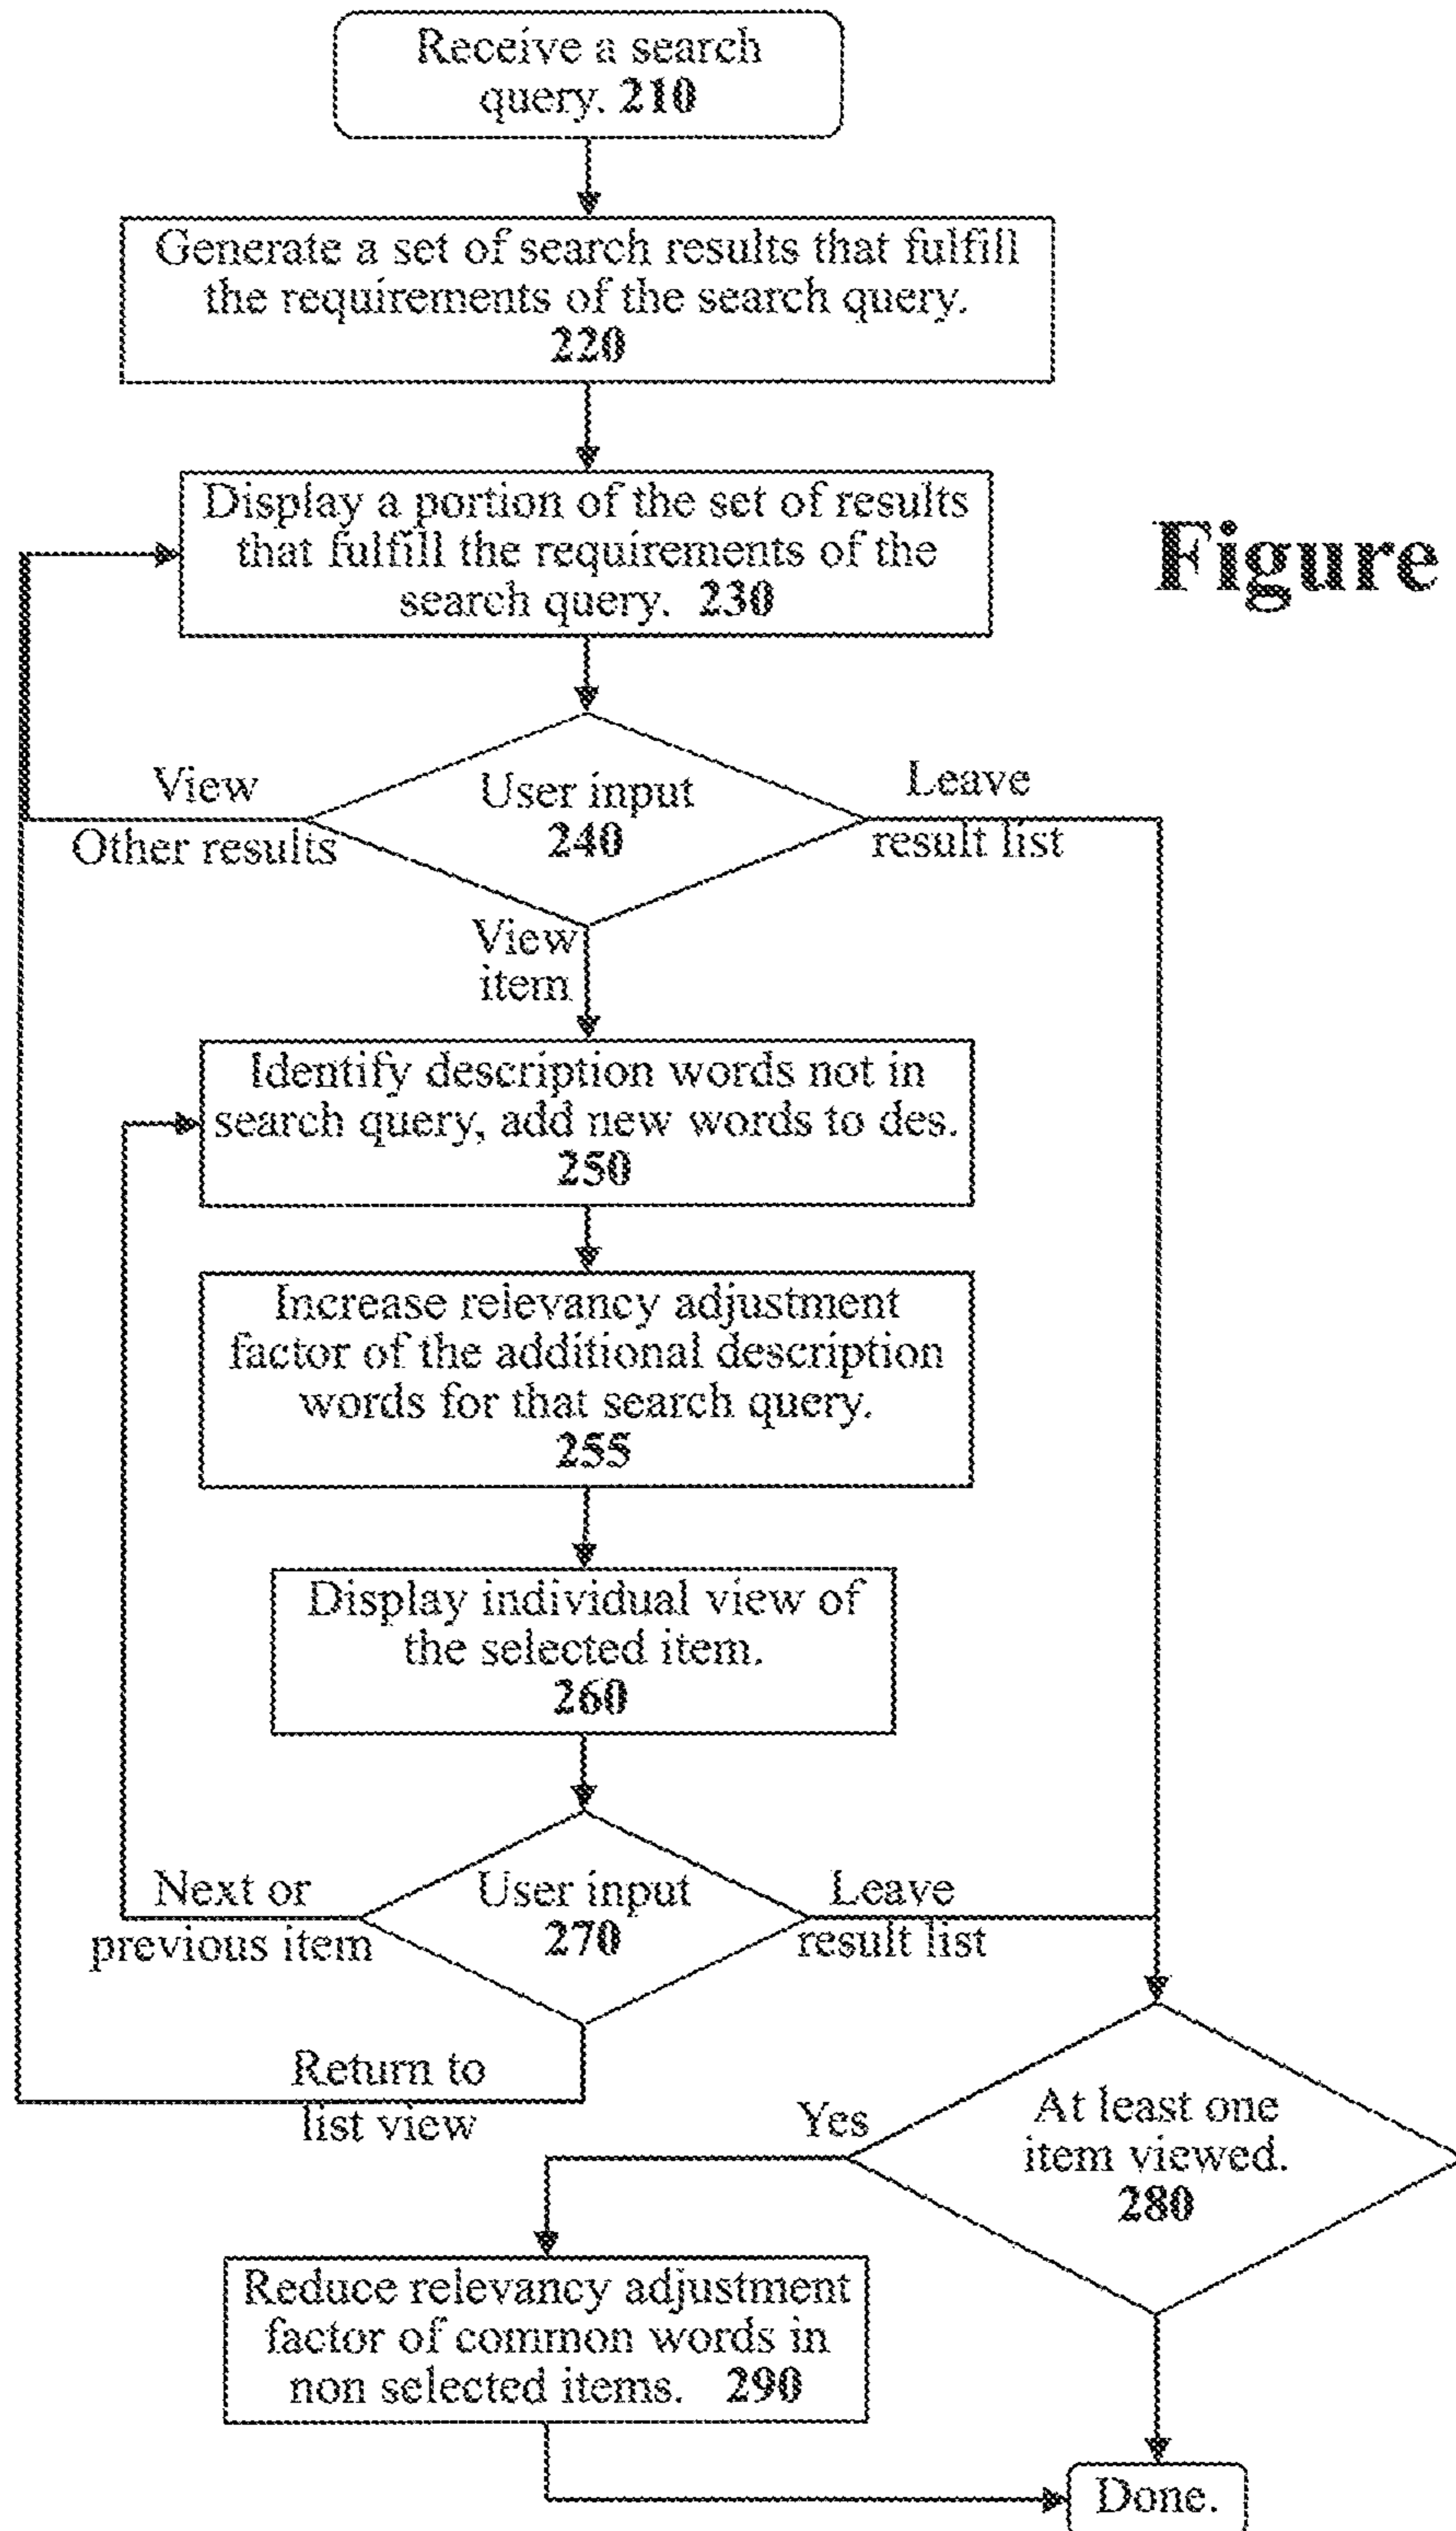 Receive a search
query. 210
Generate a set of search results that fulfill
the requirements of the search query.
220
Display a portion of the set of results
that fulfill the requirements of the
search query. 230
Figure
View
Other results
User input
240
Leave
result list
View
item
Identify description words not in
search query, add new words to des.
250
Increase relevancy adjustment
factor of the additional description
words for that search query.
255
Display individual view of
the selected item.
260
Next or
previous item
User input
270
Leave
result list
Return to
list view
Yes
At least one
item viewed.
280
Reduce relevancy adjustment
factor of common words in
non selected items. 290
Done.